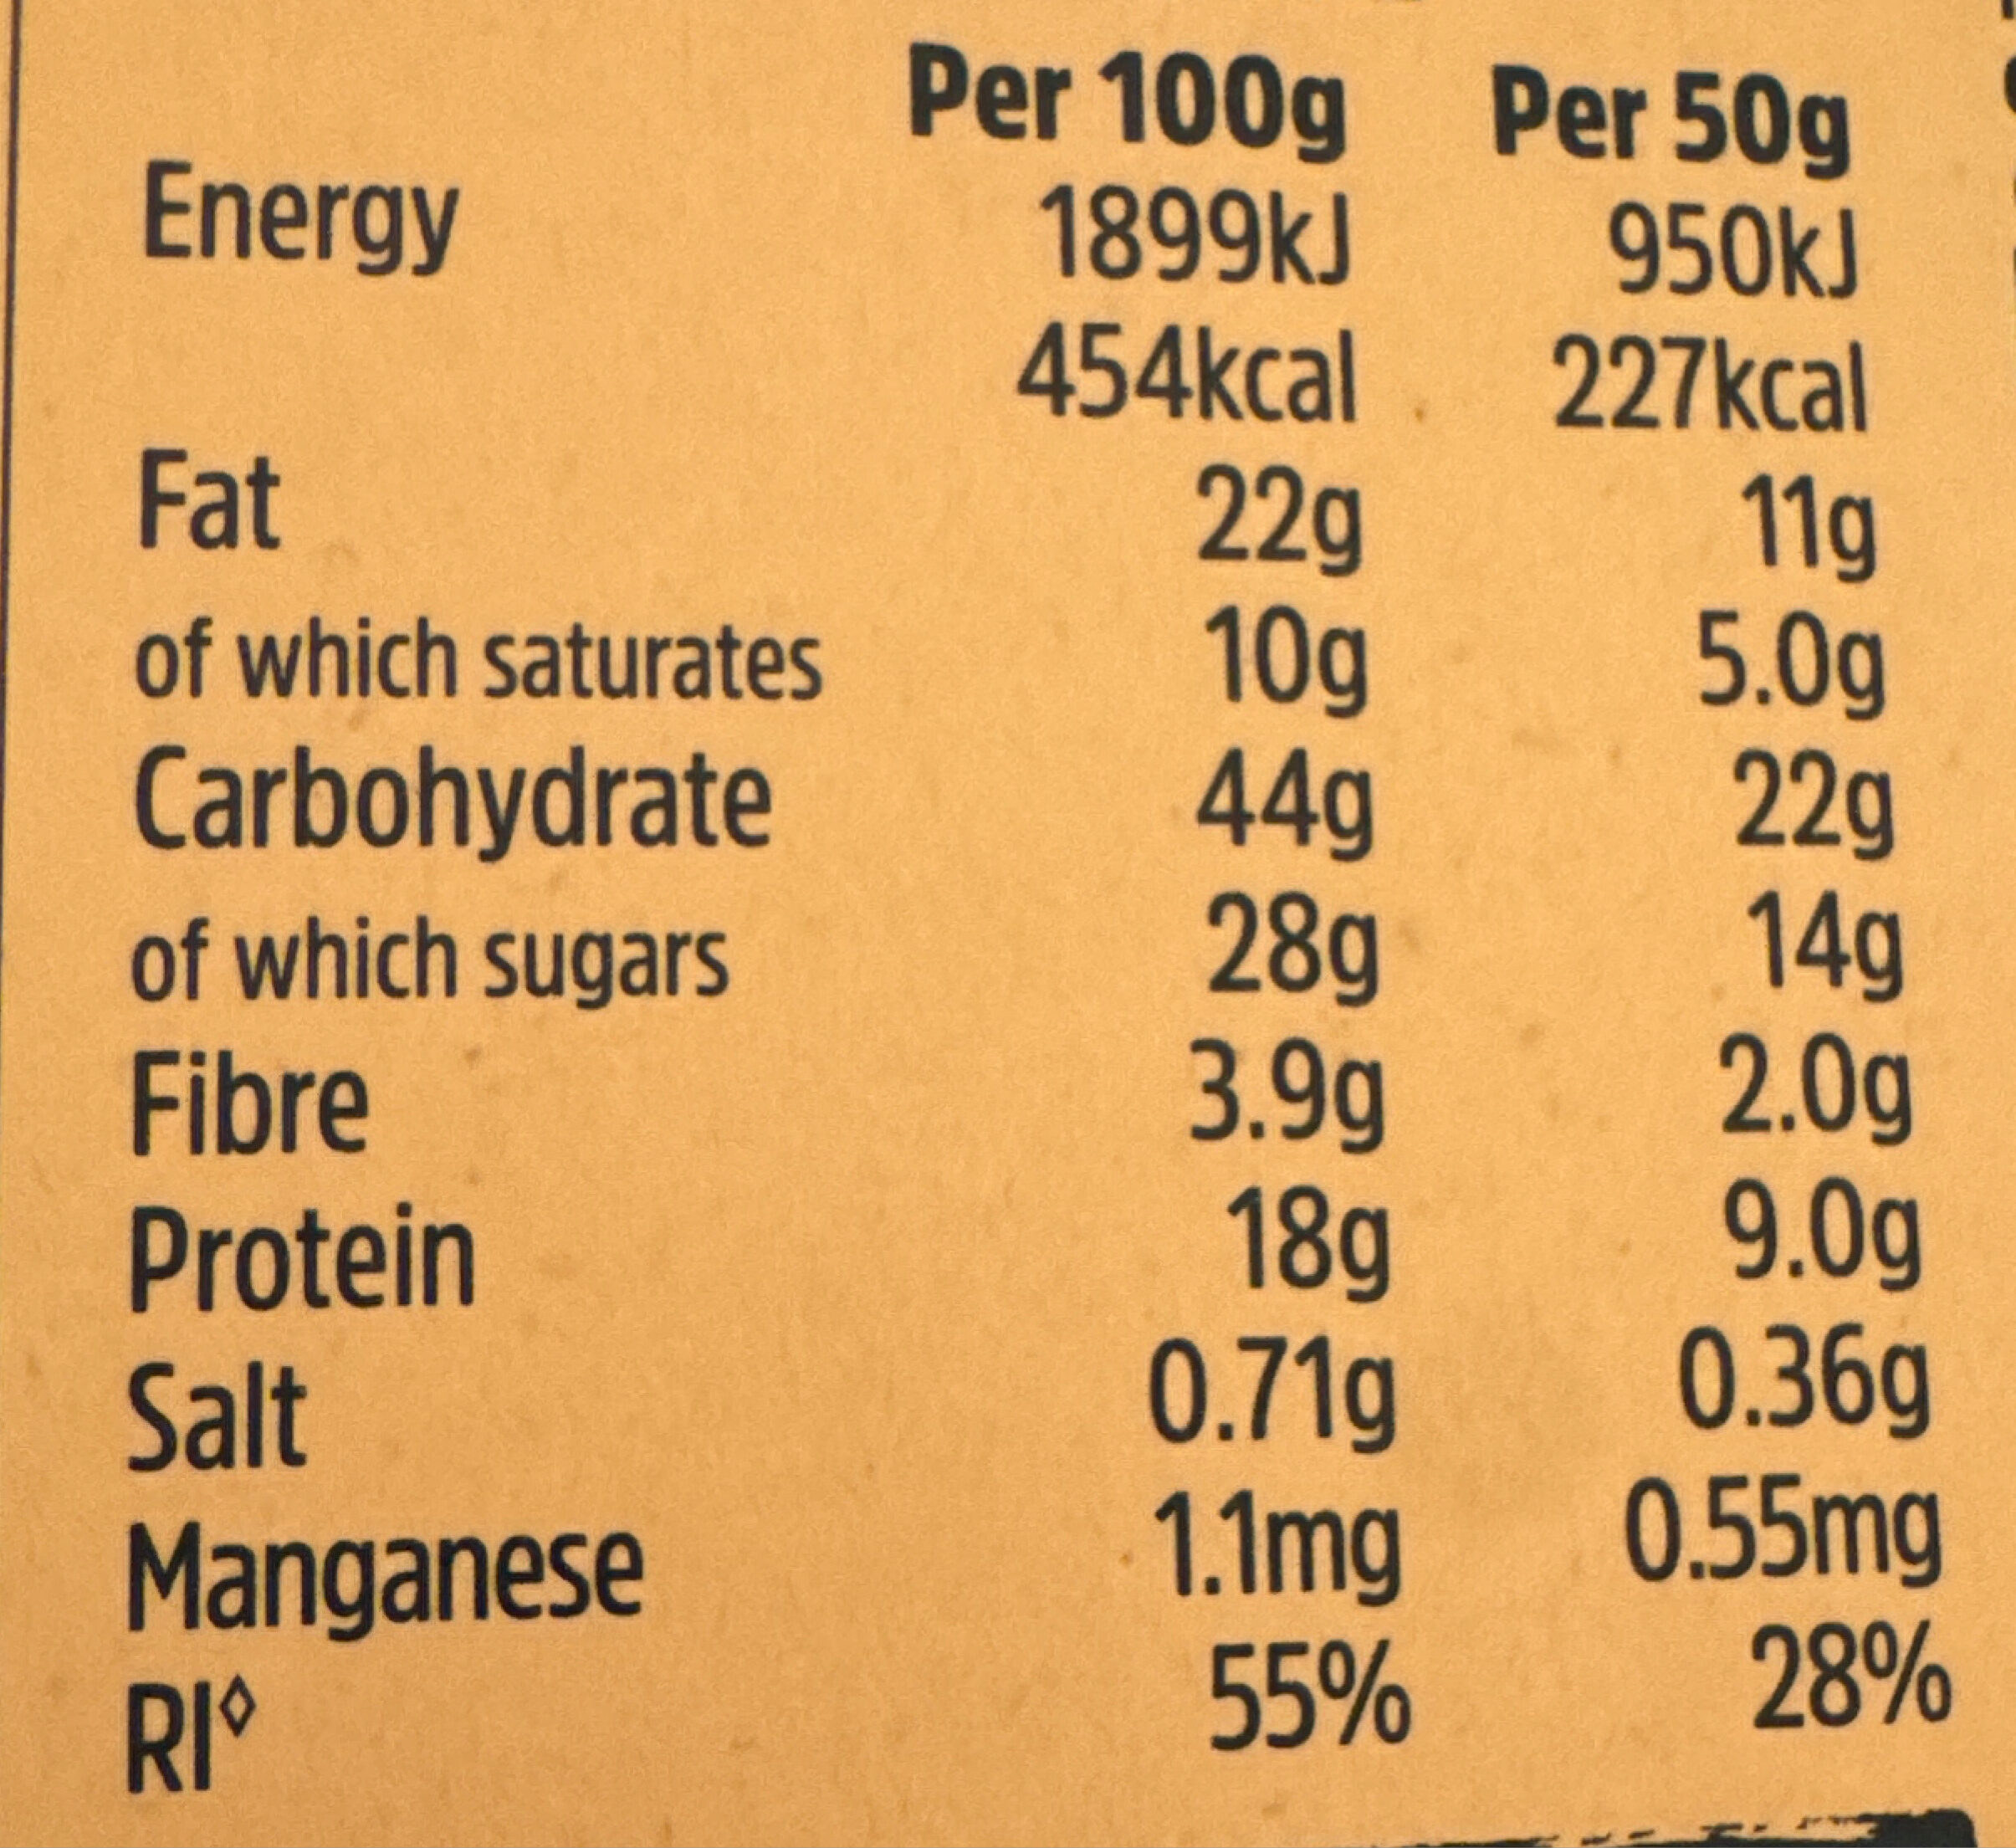 Per 100g Per 50g
Energy 1899kJ 950kJ
454kcal 227kcal
Fat 22g 11g
of which saturates 10g 5.0g
Carbohydrate 44g 22g
of which sugars 28g 14g
Fibre 3.9g 2.0g
Protein 18g 9.0g
Salt 0.71g 0.36g
Manganese 1.1mg 0.55mg
RI◊ 55% 28%